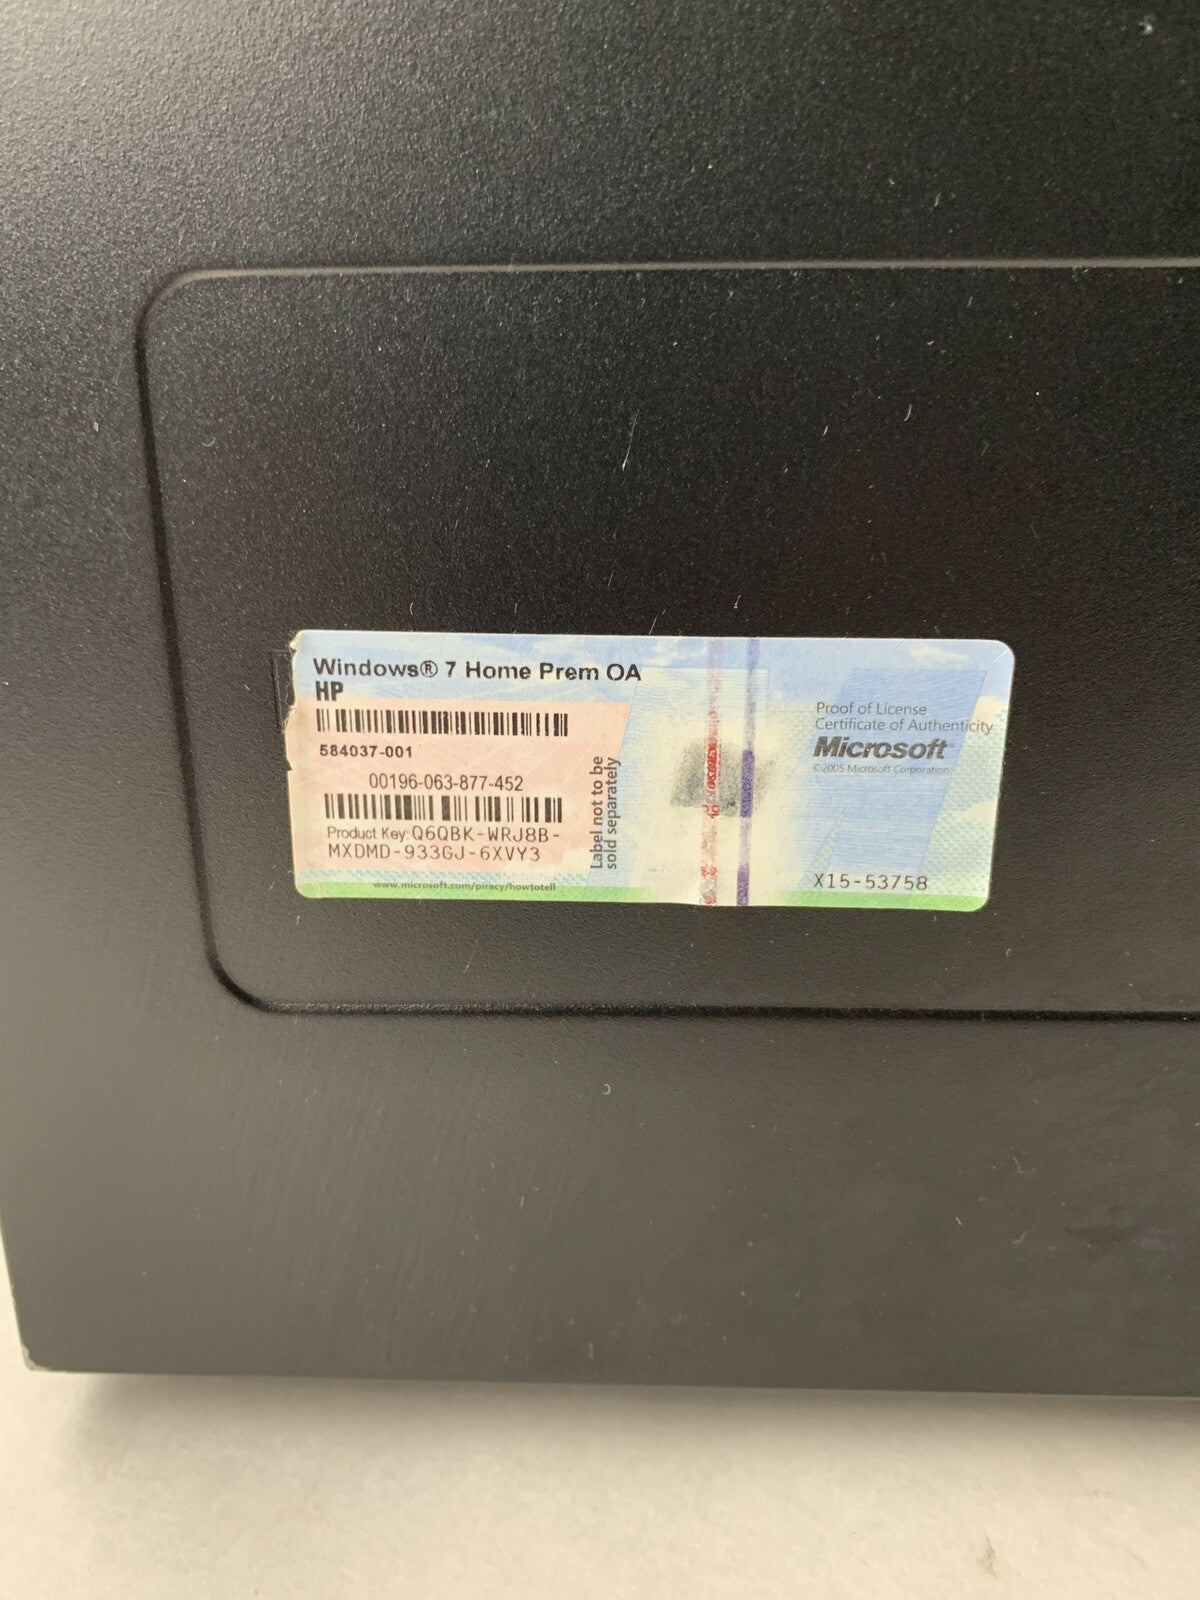 Windows® 7 Home Prem OA
HP
584037-001
00196-063-877-452
Product Key: Q6QBK-WRJ8B-
MXDMD-933GJ-6XVY3
www.microsoft.com/piracy/howtotell
Label not to be
sold separately
Proof of License
Certificate of Authenticity
Microsoft®
©2005 Microsoft Corporation
X15-53758